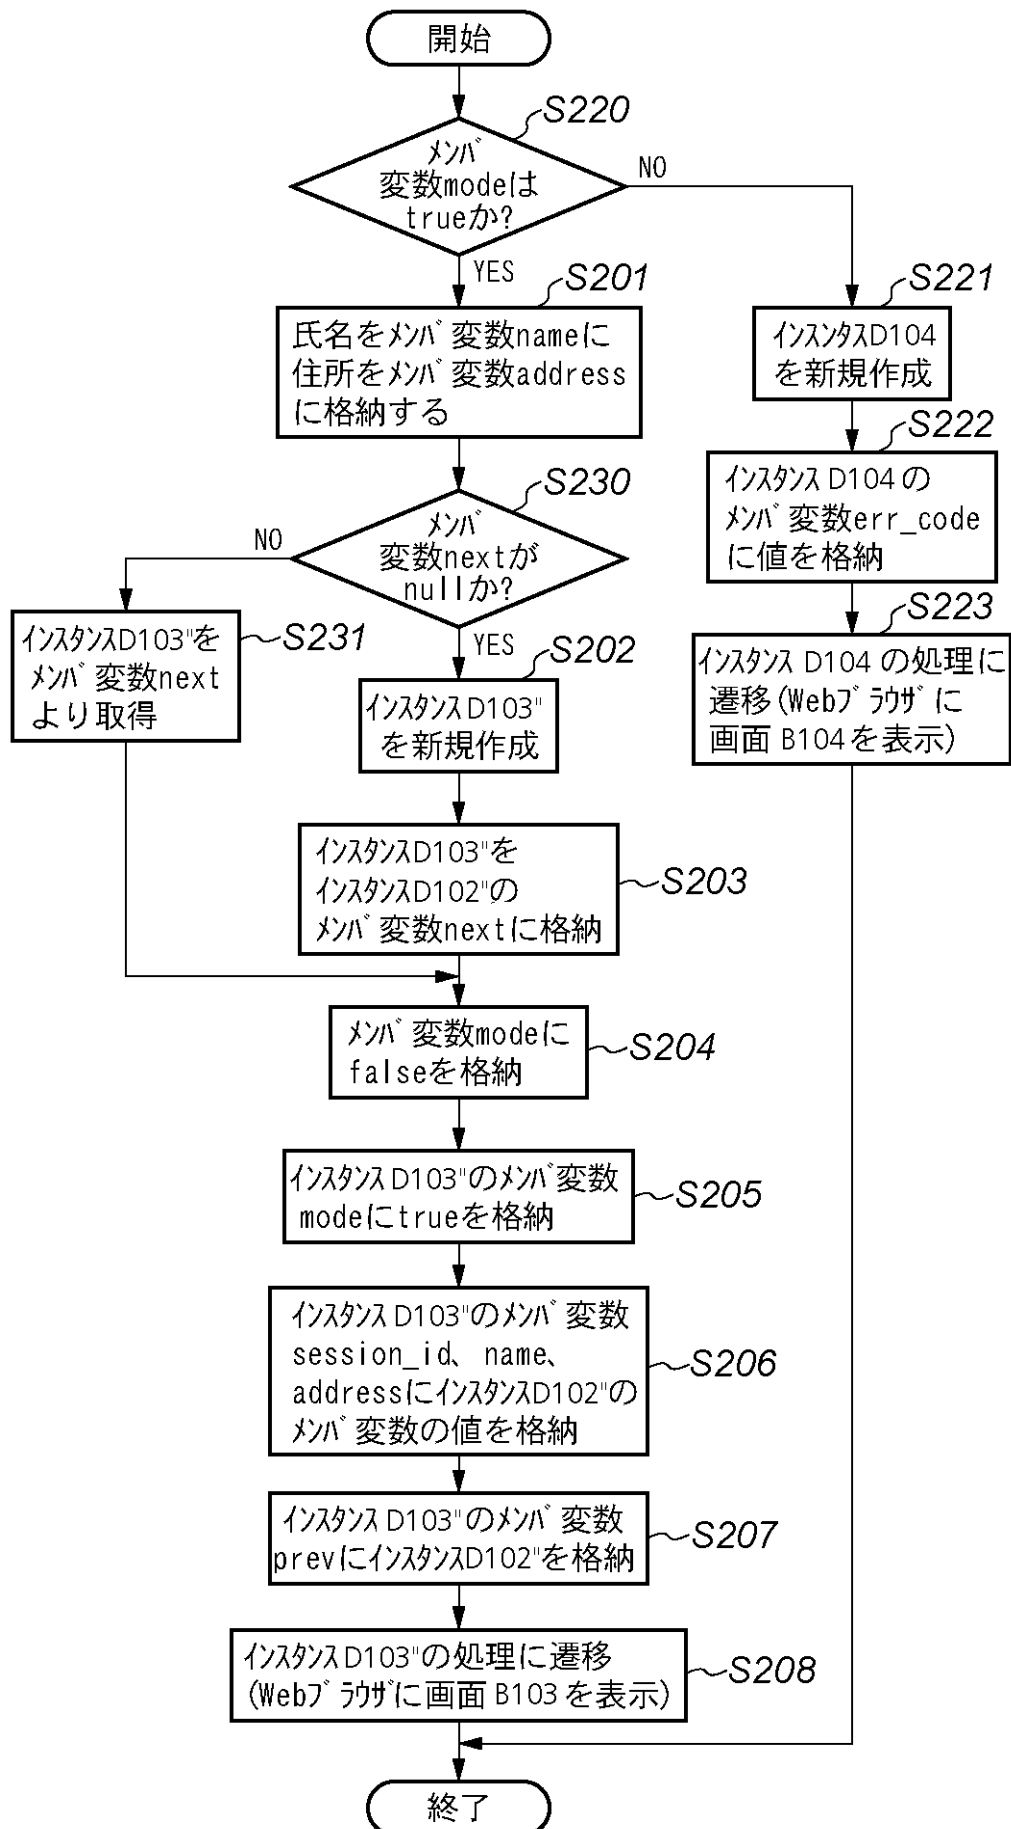 開始
S220
メンバ
変数modeは
trueか?
NO
YES
S201
氏名をメンバ変数nameに
住所をメンバ変数address
に格納する
S221
インスンタスD104
を新規作成
S222
インスタンスD104の
メンバ変数err_code
に値を格納
S223
インスタンスD104の処理に
遷移(Webブラウザに
画面B104を表示)
S230
メンバ
変数nextが
nullか?
NO
YES
S231
インスタンスD103"を
メンバ変数next
より取得
S202
インスタンスD103"
を新規作成
インスタンスD103"を
インスタンスD102"の
メンバ変数nextに格納
S203
メンバ変数modeに
falseを格納
S204
インスタンスD103"のメンバ変数
modeにtrueを格納
S205
インスタンスD103"のメンバ変数
session_id、name、
addressにインスタンスD102"の
メンバ変数の値を格納
S206
インスタンスD103"のメンバ変数
prevにインスタンスD102"を格納
S207
インスタンスD103"の処理に遷移
(Webブラウザに画面B103を表示)
S208
終了